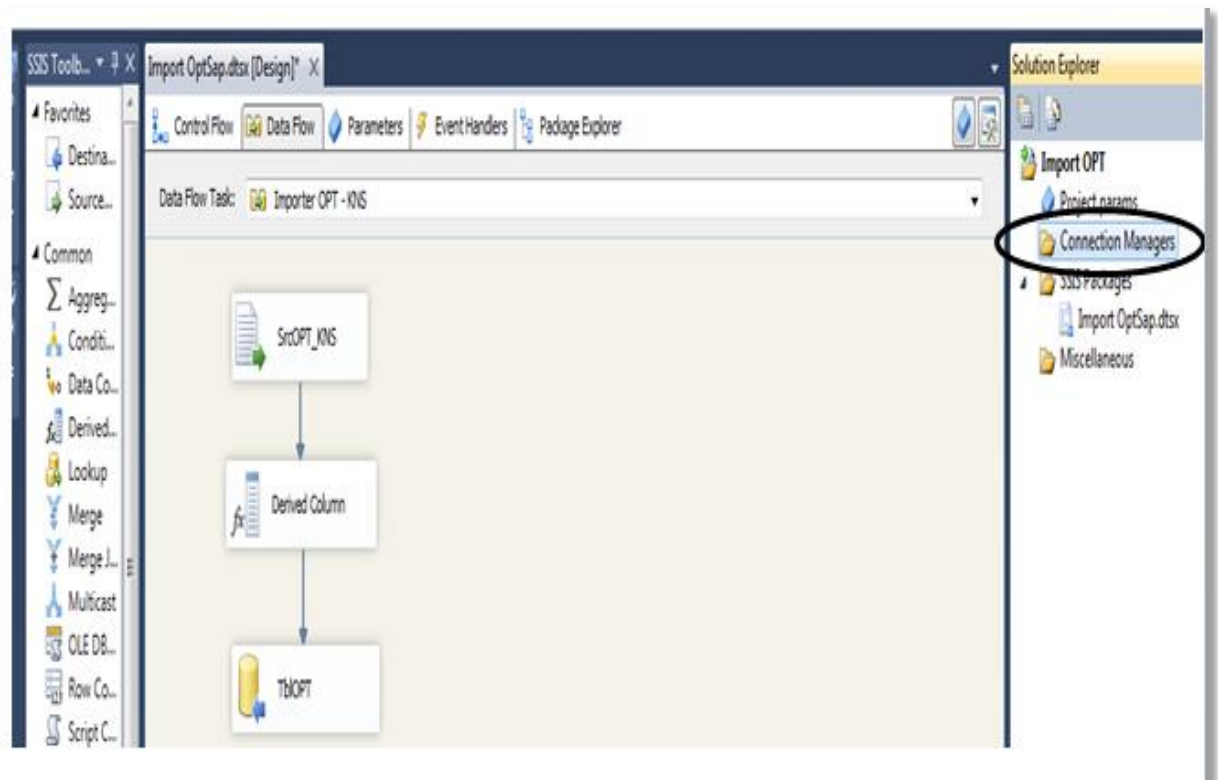 SSIS Toolb...
Favorites
Destina...
Source...
Common
Aggreg...
Conditi...
Data Co...
Derived...
Lookup
Merge
Merge J...
Multicast
OLE DB...
Row Co...
Script C...
Import OptSap.dtsx [Design]*
Control Flow
Data Flow
Parameters
Event Handlers
Package Explorer
Data Flow Task:
Importer OPT - KNS
SrcOPT_KNS
fx Derived Column
TblOPT
Solution Explorer
Import OPT
Project.params
Connection Managers
SSIS Packages
Import OptSap.dtsx
Miscellaneous